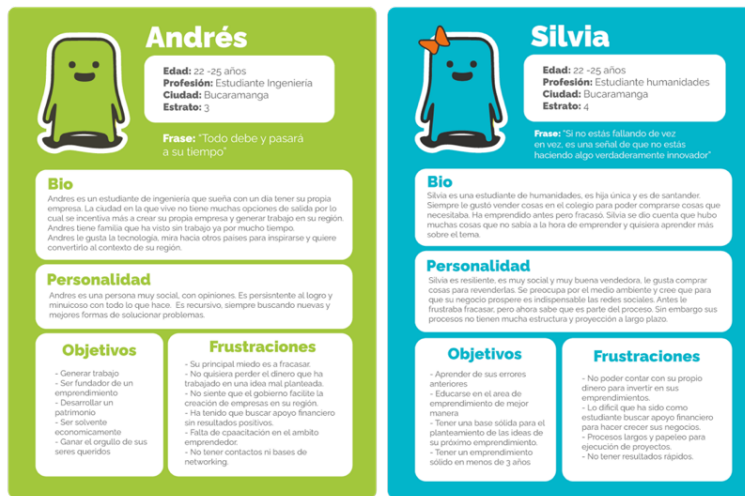 Andrés
Edad: 22 -25 años
Profesión: Estudiante Ingeniería
Ciudad: Bucaramanga
Estrato: 3
Frase: "Todo debe y pasará
a su tiempo"
Bio
Andres es un estudiante de ingenieria que sueña con un día tener su propia
empresa. La ciudad en la que vive no tiene muchas opciones de salida por lo
cual se incentiva más a crear su propia empresa y generar trabajo en su región.
Andres tiene familia que ha visto sin trabajo ya por mucho tiempo.
Andres le gusta la tecnología, mira hacía otros paises para inspirarse y quiere
convertirlo al contexto de su región.
Personalidad
Andres es una persona muy social, con opiniones. Es persistnte al logro y
minuicoso con todo lo que hace. Es recursivo, siempre buscando nuevas y
mejores formas de solucionar problemas.
Objetivos
- Generar trabajo
- Ser fundador de un
emprendimiento
- Desarrollar un
patrimonio
- Ser solvente
economicamente
- Ganar el orgullo de sus
seres queridos
Frustraciones
- Su principal miedo es a fracasar.
- No quisiera perder el dinero que ha
trabajado en una idea mal planteada.
- No siente que el gobierno facilite la
creación de empresas en su región.
- Ha tenido que buscar apoyo financiero
sin resultados positivos.
- Falta de cpaacitación en el ambito
emprendedor.
- No tener contactos ni bases de
networking.
Silvia
Edad: 22 -25 años
Profesión: Estudiante humanidades
Ciudad: Bucaramanga
Estrato: 4
Frase: "Si no estás fallando de vez
en vez, es una señal de que no estás
haciendo algo verdaderamente innovador"
Bio
Silvia es una estudiante de humanidades, es hija única y es de santander.
Siempre le gustó vender cosas en el colegio para poder comprarse cosas que
necesitaba. Ha emprendido antes pero fracasó. Silvia se dio cuenta que hubo
muchas cosas que no sabía a la hora de emprender y quisiera aprender más
sobre el tema.
Personalidad
Silvia es resiliente, es muy social y muy buena vendedora, le gusta comprar
cosas para revenderlas. Se preocupa por el medio ambiente y cree que para
que su negocio prospere es indispensable las redes sociales. Antes le
frustraba fracasar, pero ahora sabe que es parte del proceso. Sin embargo sus
procesos no tienen mucha estructura y proyección a largo plazo.
Objetivos
- Aprender de sus errores
anteriores
- Educarse en el area de
emprendimiento de mejor
manera
- Tener una base sólida para el
planteamiento de las ideas de
su próximo emprendimiento.
- Tener un emprendimiento
sólido en menos de 3 años
Frustraciones
- No poder contar con su propio
dinero para invertir en sus
emprendimientos.
- Lo dificil que ha sido como
estudiante buscar apoyo financiero
para hacer crecer sus negocios.
- Procesos largos y papeleo para
ejecución de proyectos.
- No tener resultados rápidos.